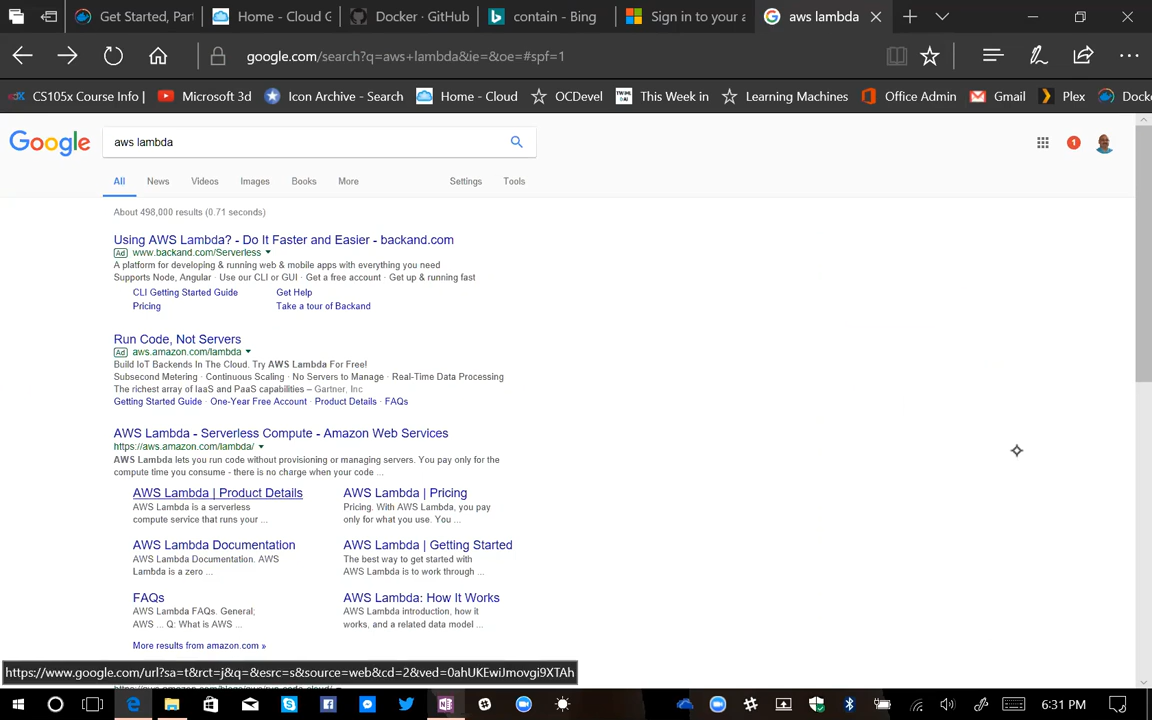 Get Started, Part
Home - Cloud G
Docker · GitHub
contain - Bing
Sign in to your a
aws lambda
google.com/search?q=aws+lambda&ie=&oe=#spf=1
CS105x Course Info |
Microsoft 3d
Icon Archive - Search
Home - Cloud
OCDevel
This Week in
Learning Machines
Office Admin
Gmail
Plex
Docke
Google
aws lambda
1
All
News
Videos
Images
Books
More
Settings
Tools
About 498,000 results (0.71 seconds)
Using AWS Lambda? - Do It Faster and Easier - backand.com
Ad www.backand.com/Serverless
A platform for developing & running web & mobile apps with everything you need
Supports Node, Angular · Use our CLI or GUI · Get a free account · Get up & running fast
CLI Getting Started Guide
Get Help
Pricing
Take a tour of Backand
Run Code, Not Servers
Ad aws.amazon.com/lambda
Build IoT Backends In The Cloud. Try AWS Lambda For Free!
Subsecond Metering · Continuous Scaling · No Servers to Manage · Real-Time Data Processing
The richest array of IaaS and PaaS capabilities – Gartner, Inc
Getting Started Guide · One-Year Free Account · Product Details · FAQs
AWS Lambda - Serverless Compute - Amazon Web Services
https://aws.amazon.com/lambda/
AWS Lambda lets you run code without provisioning or managing servers. You pay only for the
compute time you consume - there is no charge when your code ...
AWS Lambda | Product Details
AWS Lambda is a serverless
compute service that runs your ...
AWS Lambda | Pricing
Pricing. With AWS Lambda, you pay
only for what you use. You ...
AWS Lambda Documentation
AWS Lambda Documentation. AWS
Lambda is a zero ...
AWS Lambda | Getting Started
The best way to get started with
AWS Lambda is to work through ...
FAQs
AWS Lambda FAQs. General;
AWS ... Q: What is AWS ...
AWS Lambda: How It Works
AWS Lambda introduction, how it
works, and a related data model ...
More results from amazon.com »
https://www.google.com/url?sa=t&rct=j&q=&esrc=s&source=web&cd=2&ved=0ahUKEwiJmovgi9XTAh
6:31 PM